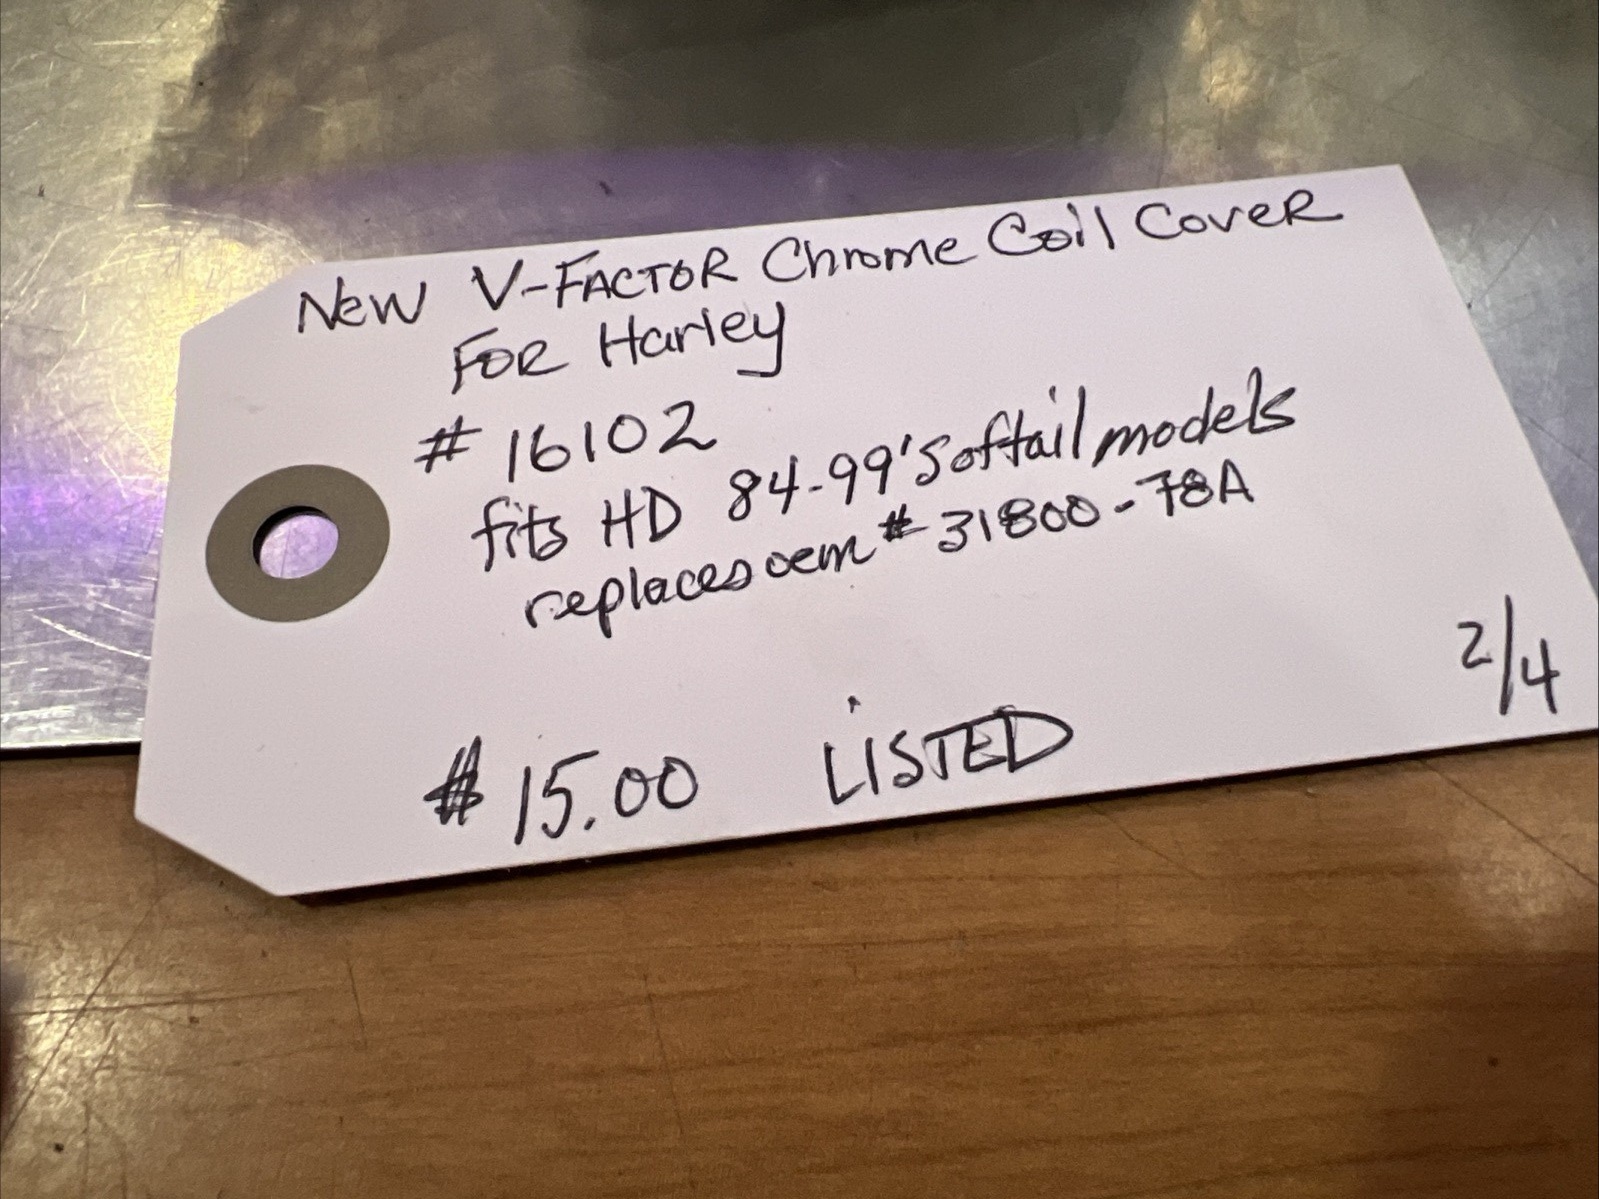 New V-FACTOR Chrome Coil Cover
FOR Harley
# 16102
fits HD 84-99' Softail models
replaces oem # 31800-78A
2/4
$15.00 LISTED